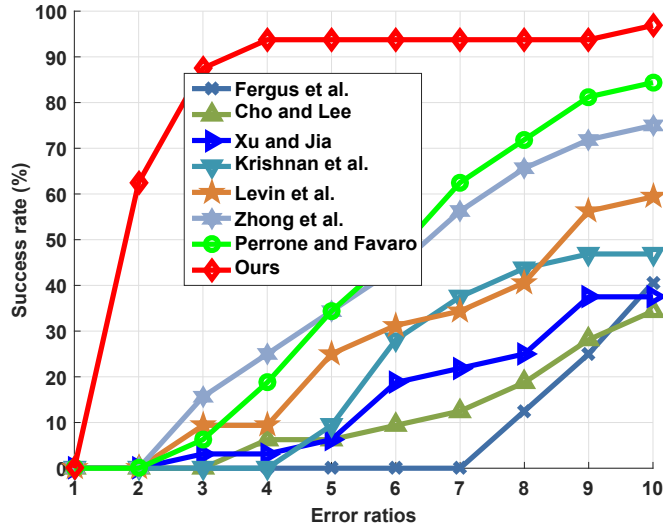 100
90
80
70
60
50
40
30
20
10
0
Success rate (%)
Fergus et al.
Cho and Lee
Xu and Jia
Krishnan et al.
Levin et al.
Zhong et al.
Perrone and Favaro
Ours
1 2 3 4 5 6 7 8 9 10
Error ratios